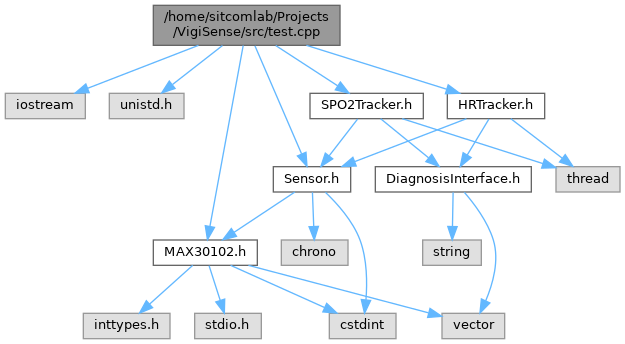 /home/sitcomlab/Projects
/VigiSense/src/test.cpp
iostream
unistd.h
SPO2Tracker.h
HRTracker.h
Sensor.h
DiagnosisInterface.h
thread
MAX30102.h
chrono
string
inttypes.h
stdio.h
cstdint
vector